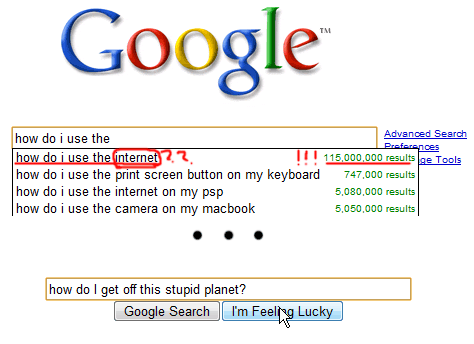 Google™
how do i use the
Advanced Search
Preferences
ge Tools
how do i use the internet ?.?. !!! 115,000,000 results
how do i use the print screen button on my keyboard 747,000 results
how do i use the internet on my psp 5,080,000 results
how do i use the camera on my macbook 5,050,000 results
• • •
how do I get off this stupid planet?
Google Search I'm Feeling Lucky